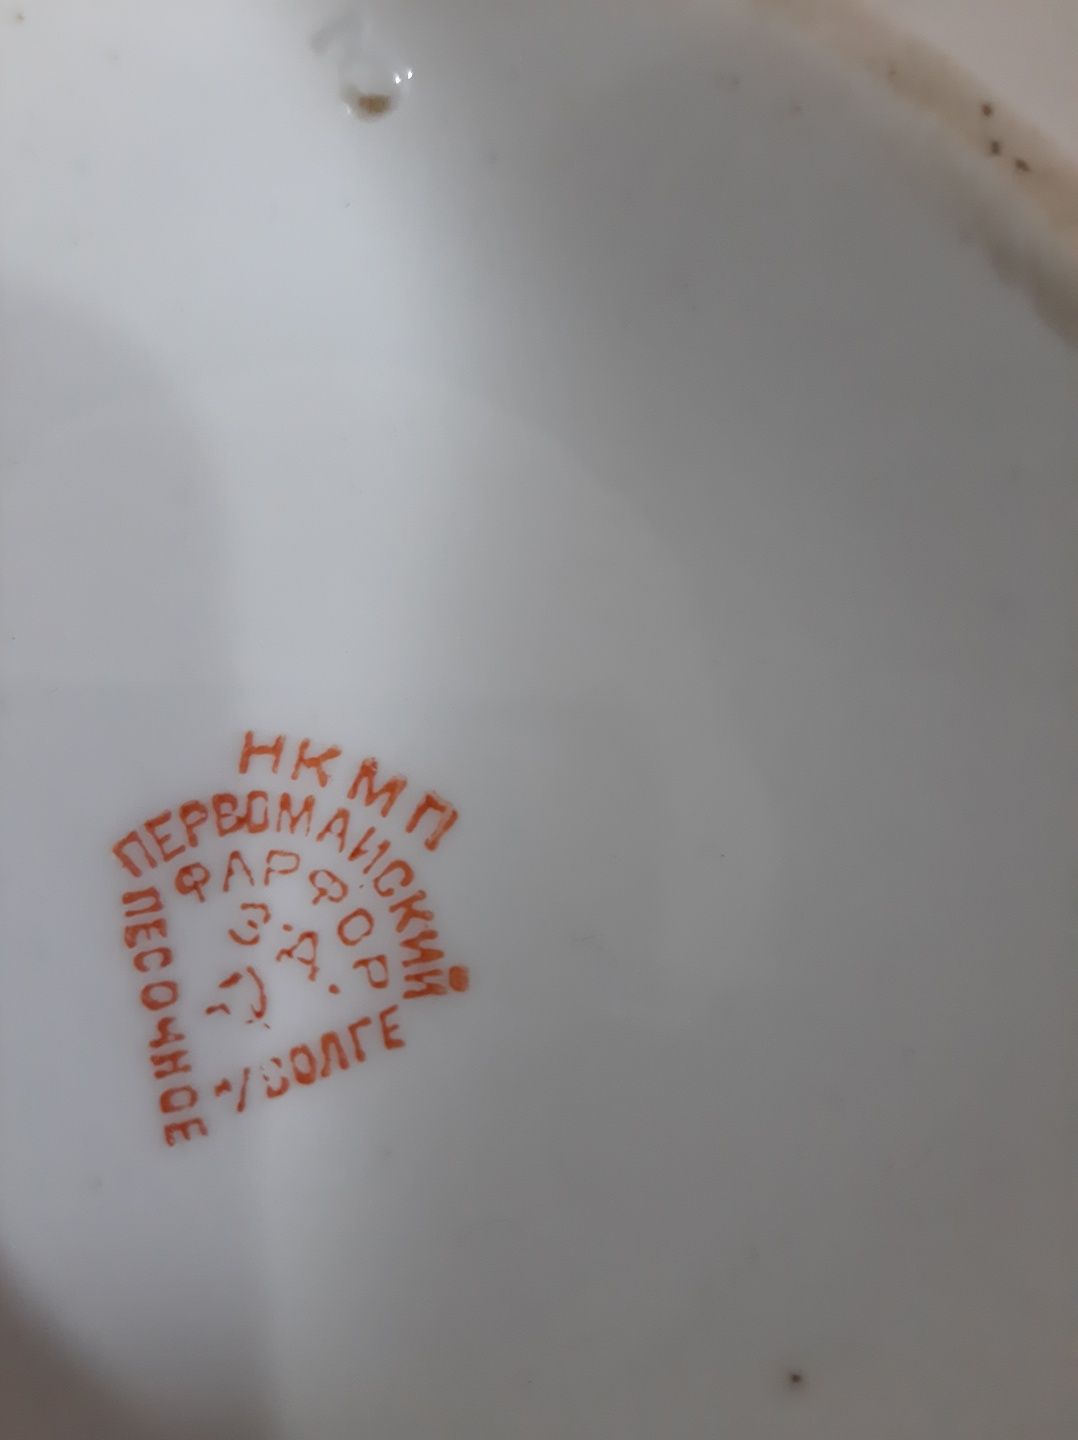 НКМП
ПЕРВОМАЙСКИЙ
ФАРФОР
З-Д.
ПЕСОЧНОЕ
н/ВОЛГЕ